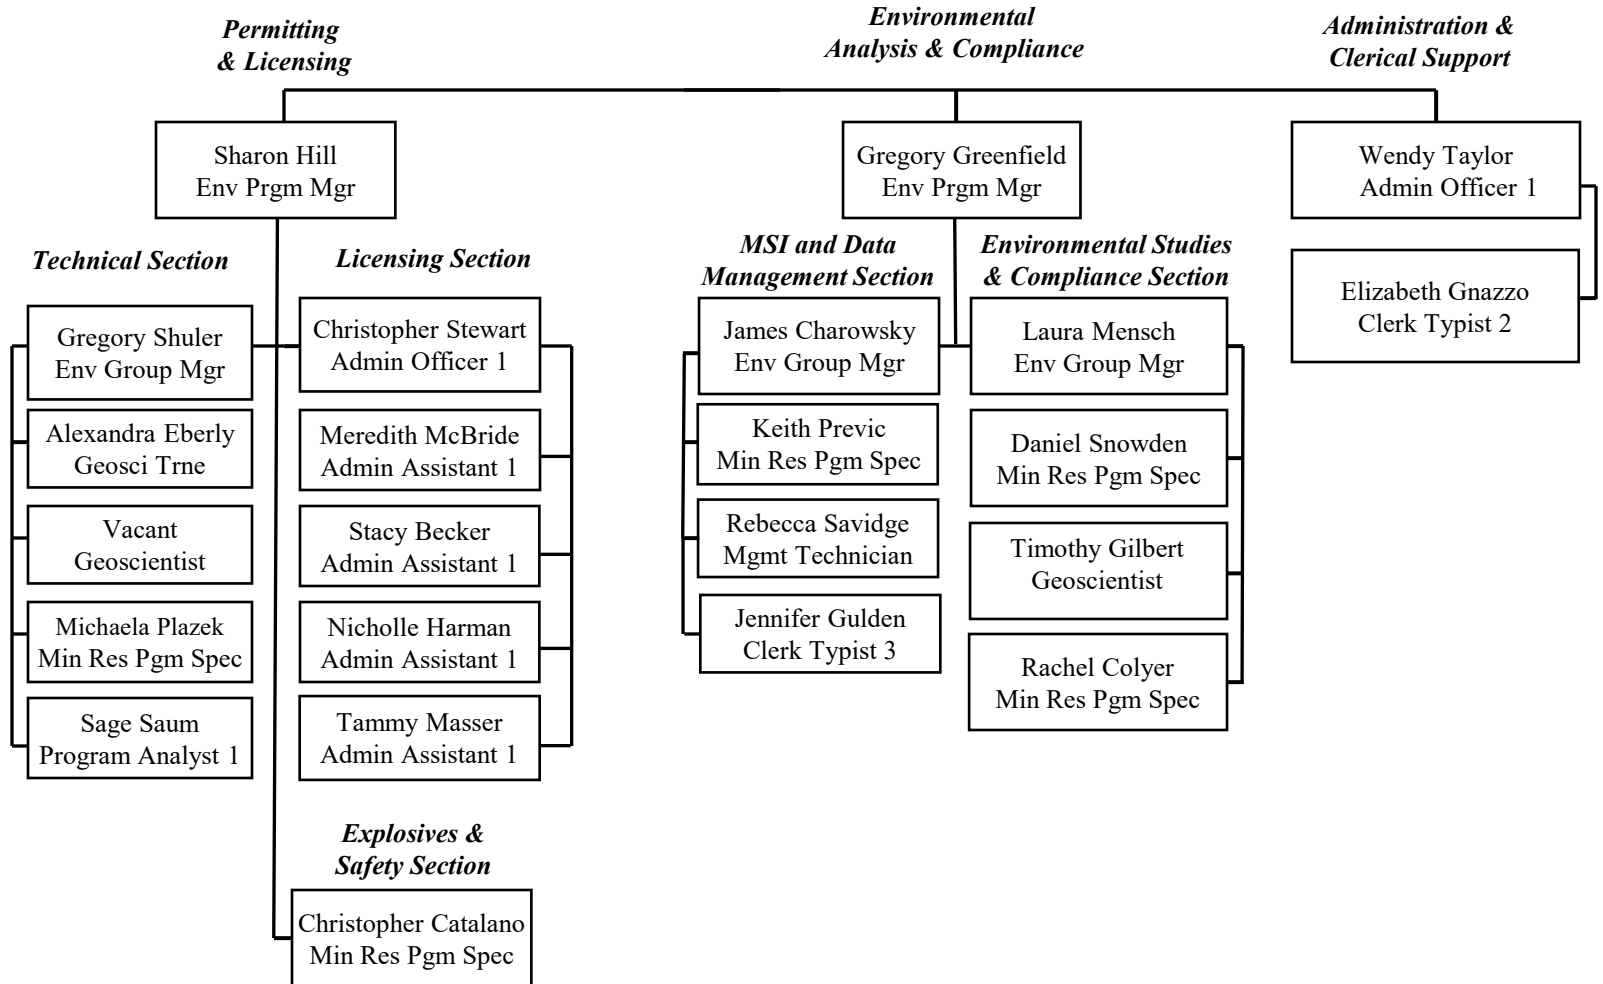 Permitting
& Licensing
Environmental
Analysis & Compliance
Administration &
Clerical Support
Sharon Hill
Env Prgm Mgr
Gregory Greenfield
Env Prgm Mgr
Wendy Taylor
Admin Officer 1
Elizabeth Gnazzo
Clerk Typist 2
Technical Section
Gregory Shuler
Env Group Mgr
Alexandra Eberly
Geosci Trne
Vacant
Geoscientist
Michaela Plazek
Min Res Pgm Spec
Sage Saum
Program Analyst 1
Licensing Section
Christopher Stewart
Admin Officer 1
Meredith McBride
Admin Assistant 1
Stacy Becker
Admin Assistant 1
Nicholle Harman
Admin Assistant 1
Tammy Masser
Admin Assistant 1
Explosives &
Safety Section
Christopher Catalano
Min Res Pgm Spec
MSI and Data
Management Section
James Charowsky
Env Group Mgr
Keith Previc
Min Res Pgm Spec
Rebecca Savidge
Mgmt Technician
Jennifer Gulden
Clerk Typist 3
Environmental Studies
& Compliance Section
Laura Mensch
Env Group Mgr
Daniel Snowden
Min Res Pgm Spec
Timothy Gilbert
Geoscientist
Rachel Colyer
Min Res Pgm Spec